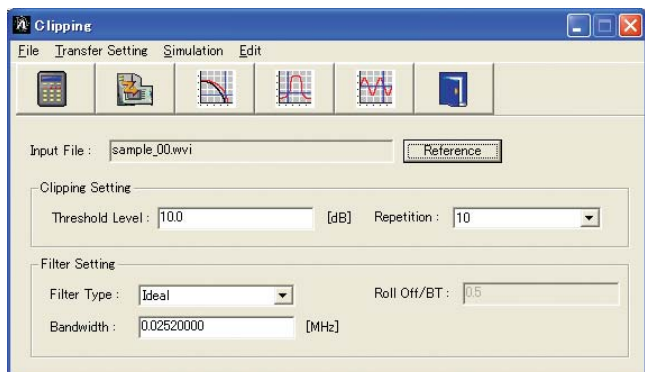 Clipping
File Transfer Setting Simulation Edit
Input File : sample_00.wvi Reference
Clipping Setting
Threshold Level : 10.0 [dB] Repetition : 10
Filter Setting
Filter Type : Ideal Roll Off/BT : 0.5
Bandwidth : 0.02520000 [MHz]